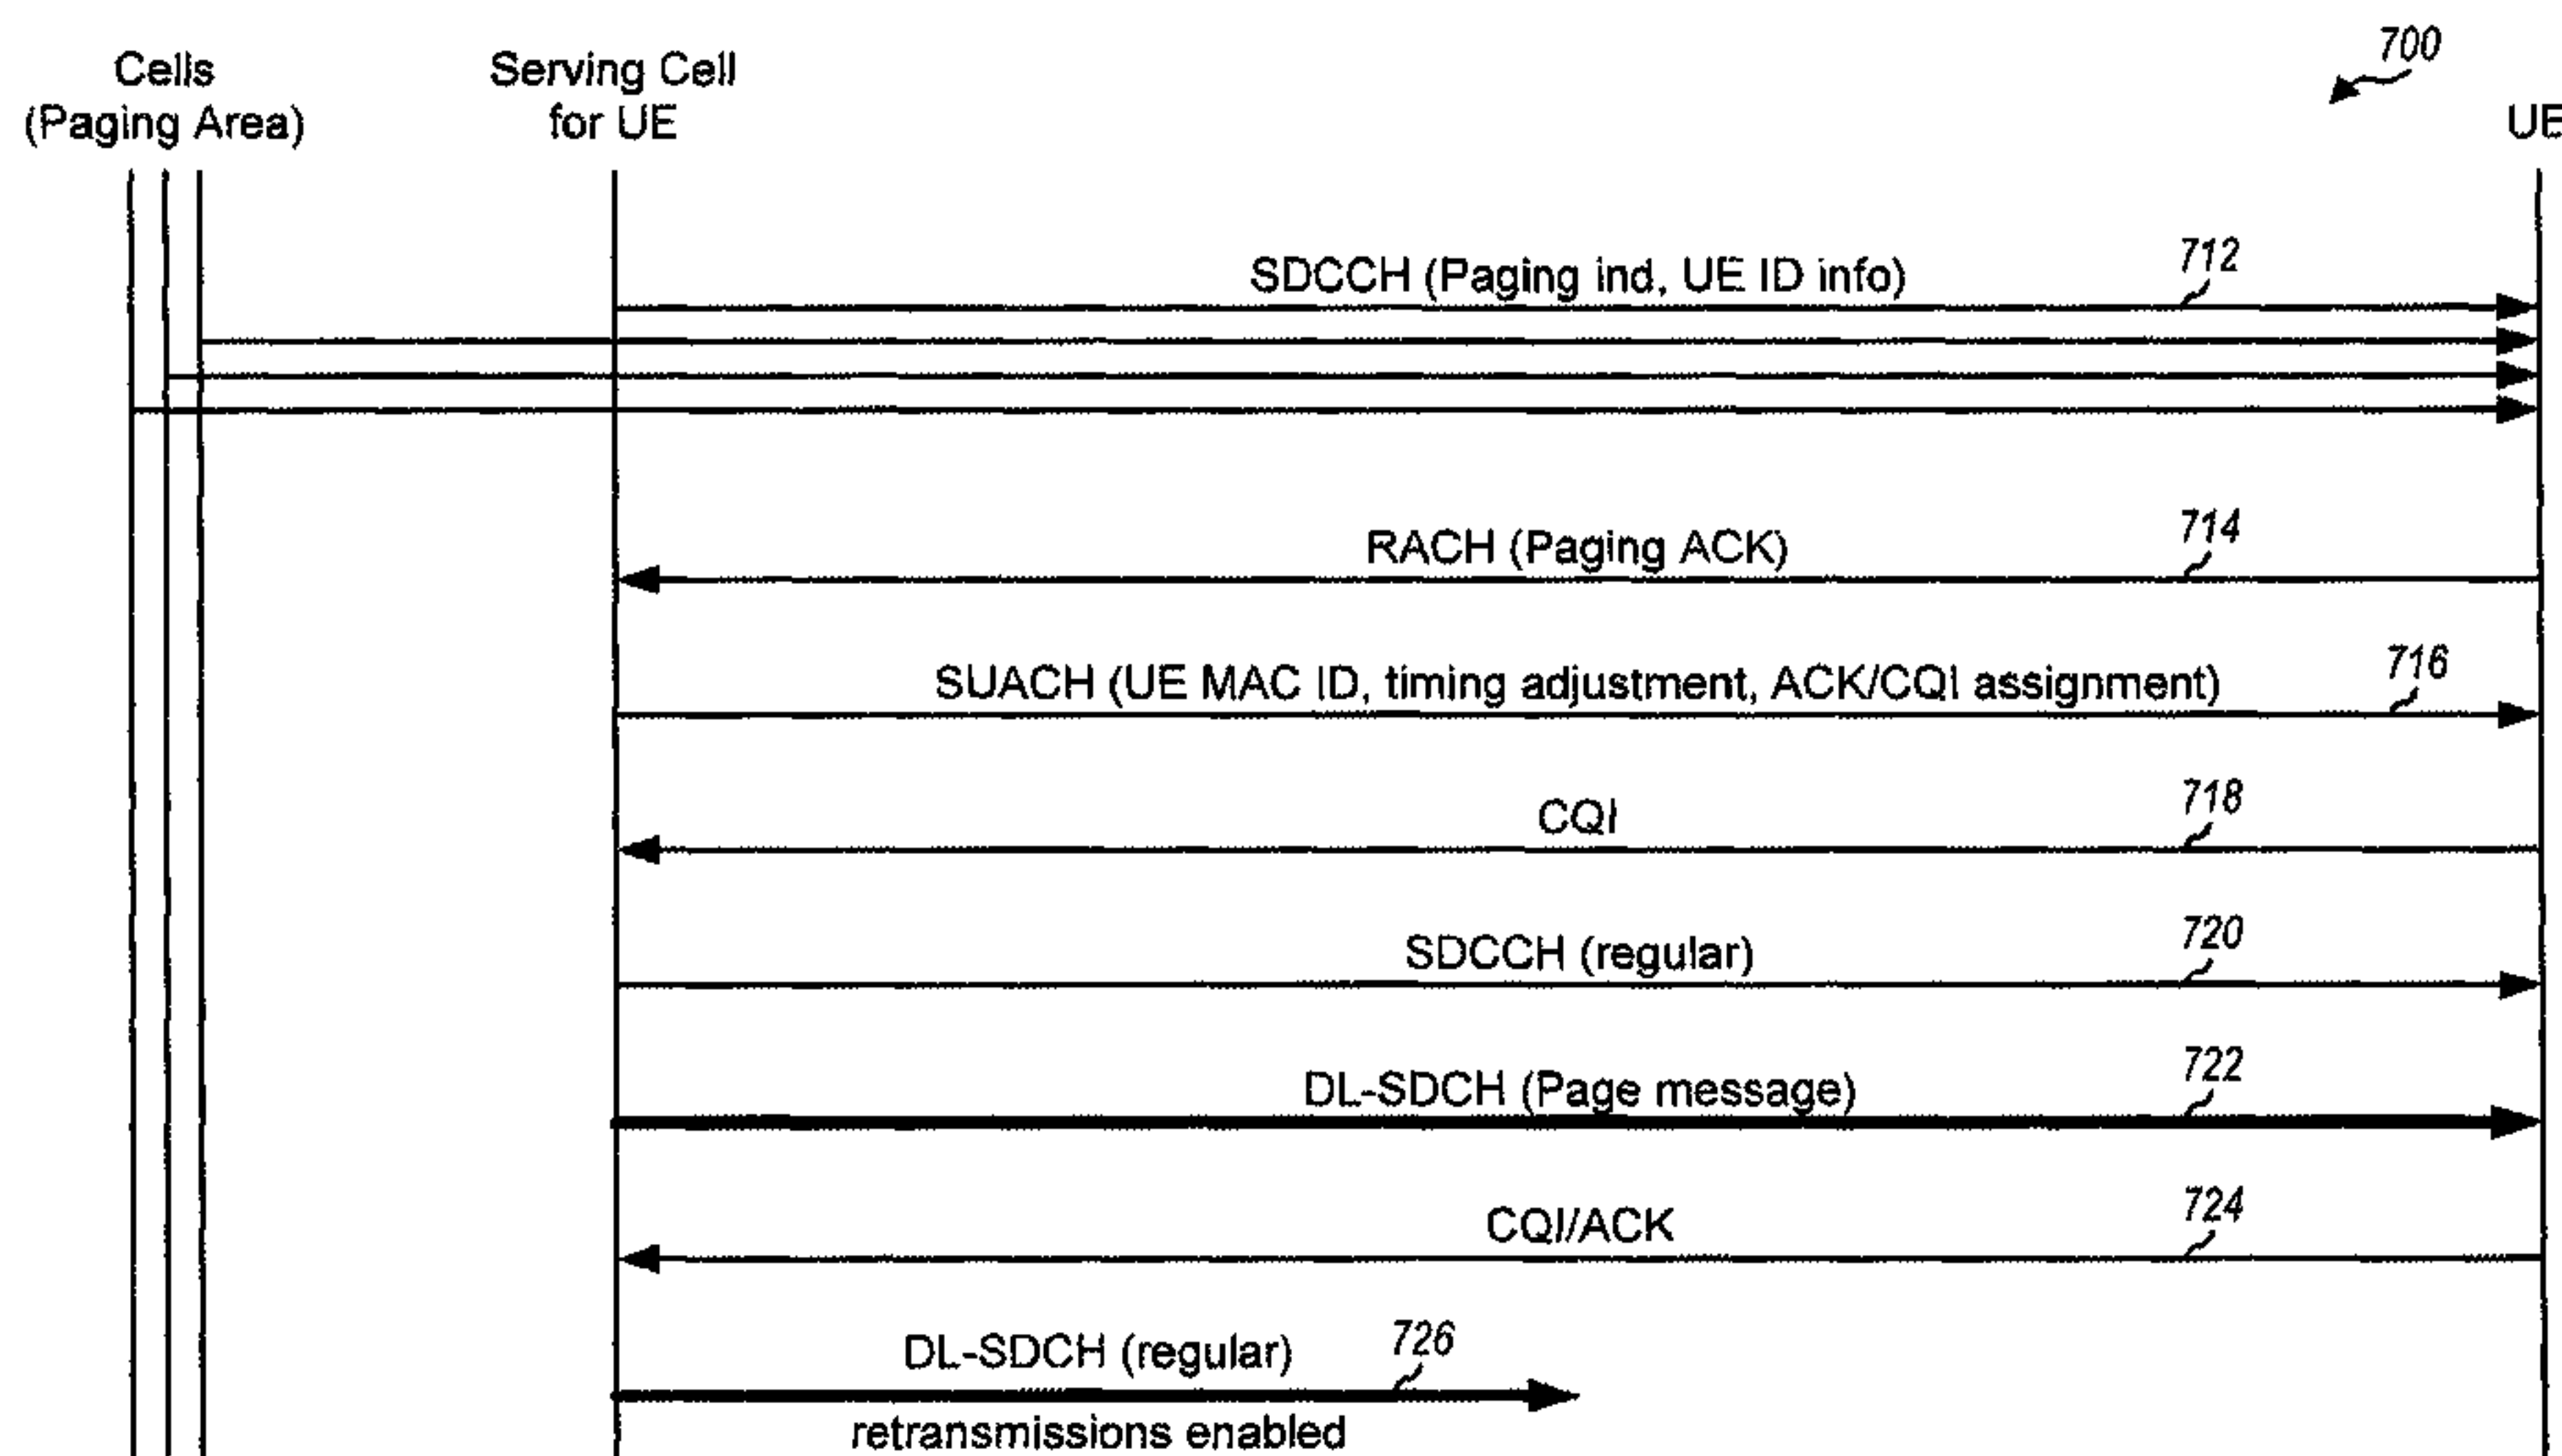 700
Cells
(Paging Area)
Serving Cell
for UE
UE
SDCCH (Paging ind, UE ID info)
712
RACH (Paging ACK)
714
SUACH (UE MAC ID, timing adjustment, ACK/CQI assignment)
716
CQI
718
SDCCH (regular)
720
DL-SDCH (Page message)
722
CQI/ACK
724
DL-SDCH (regular)
726
retransmissions enabled